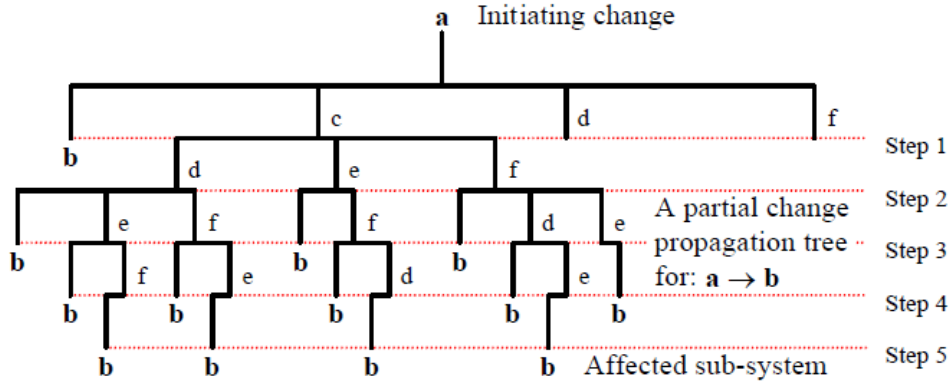 a Initiating change
c d f
b Step 1
d e f
Step 2
e f f d e A partial change
b b b propagation tree Step 3
f e d e for: a → b
b b b b b Step 4
b b b b Affected sub-system Step 5